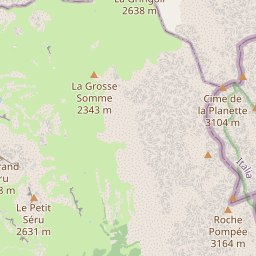 2638 m
La Grosse
Somme
2343 m
Cime de
la Planette
3104 m
Italia
Le Petit
Séru
2631 m
Roche
Pompée
3164 m